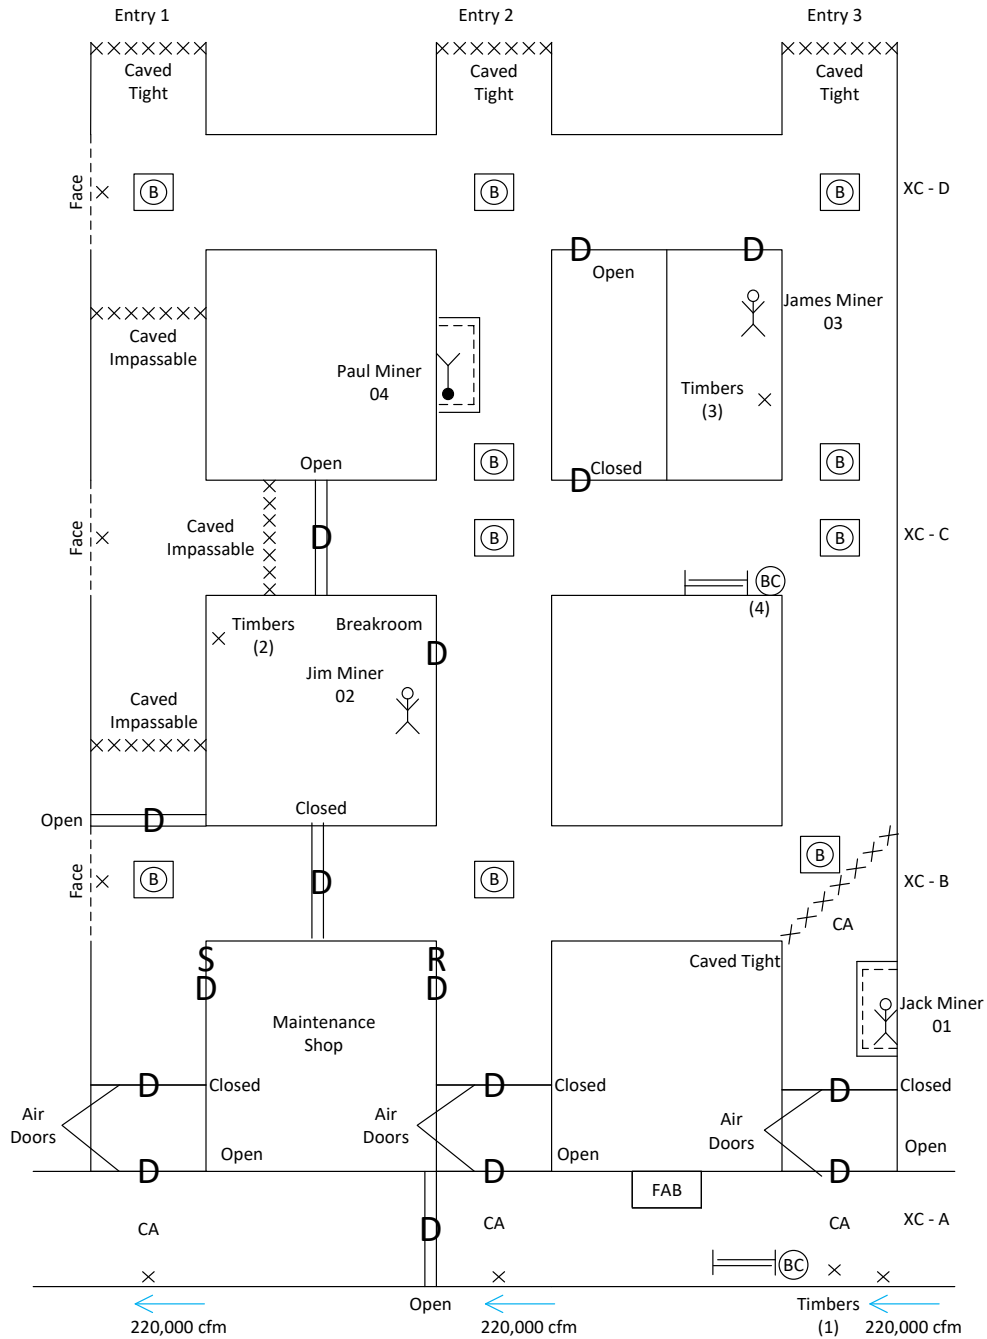 Entry 1
Entry 2
Entry 3
Caved
Tight
Caved
Tight
Caved
Tight
Face
B
B
B
XC - D
D
D
Open
James Miner
03
Caved
Impassable
Paul Miner
04
Timbers
(3)
Open
B
Closed
D
B
Face
Caved
Impassable
D
B
B
XC - C
BC
(4)
Timbers
(2)
Breakroom
D
Jim Miner
02
Caved
Impassable
Closed
Open
D
Face
B
D
B
B
XC - B
CA
S
D
R
D
Caved Tight
Maintenance
Shop
Jack Miner
01
D
Closed
D
Closed
D
Closed
Air
Doors
Air
Doors
Air
Doors
Open
Open
Open
D
D
D
FAB
CA
D
CA
CA
XC - A
BC
Open
Timbers
(1)
220,000 cfm
220,000 cfm
220,000 cfm